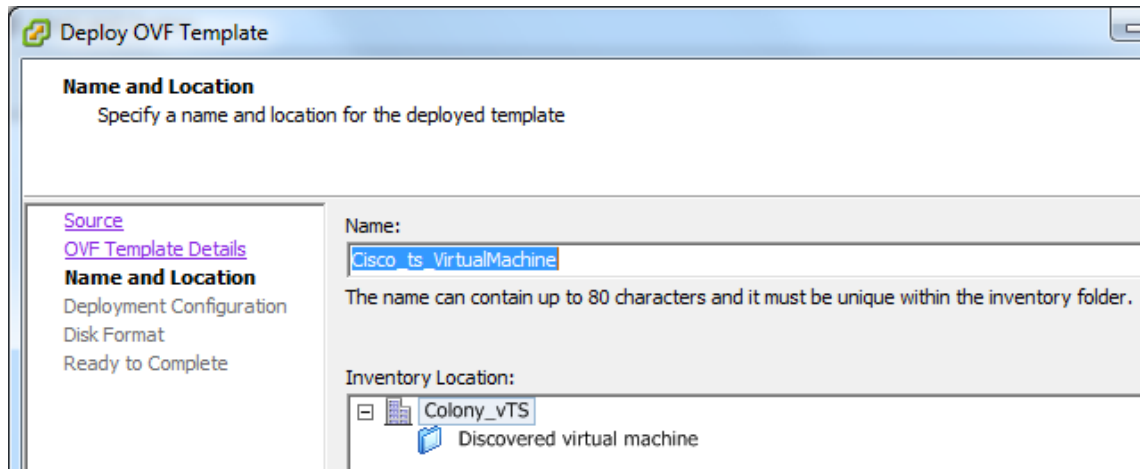 Deploy OVF Template
Name and Location
Specify a name and location for the deployed template
Source
OVF Template Details
Name and Location
Deployment Configuration
Disk Format
Ready to Complete
Name:
Cisco_ts_VirtualMachine
The name can contain up to 80 characters and it must be unique within the inventory folder.
Inventory Location:
Colony_vTS
Discovered virtual machine